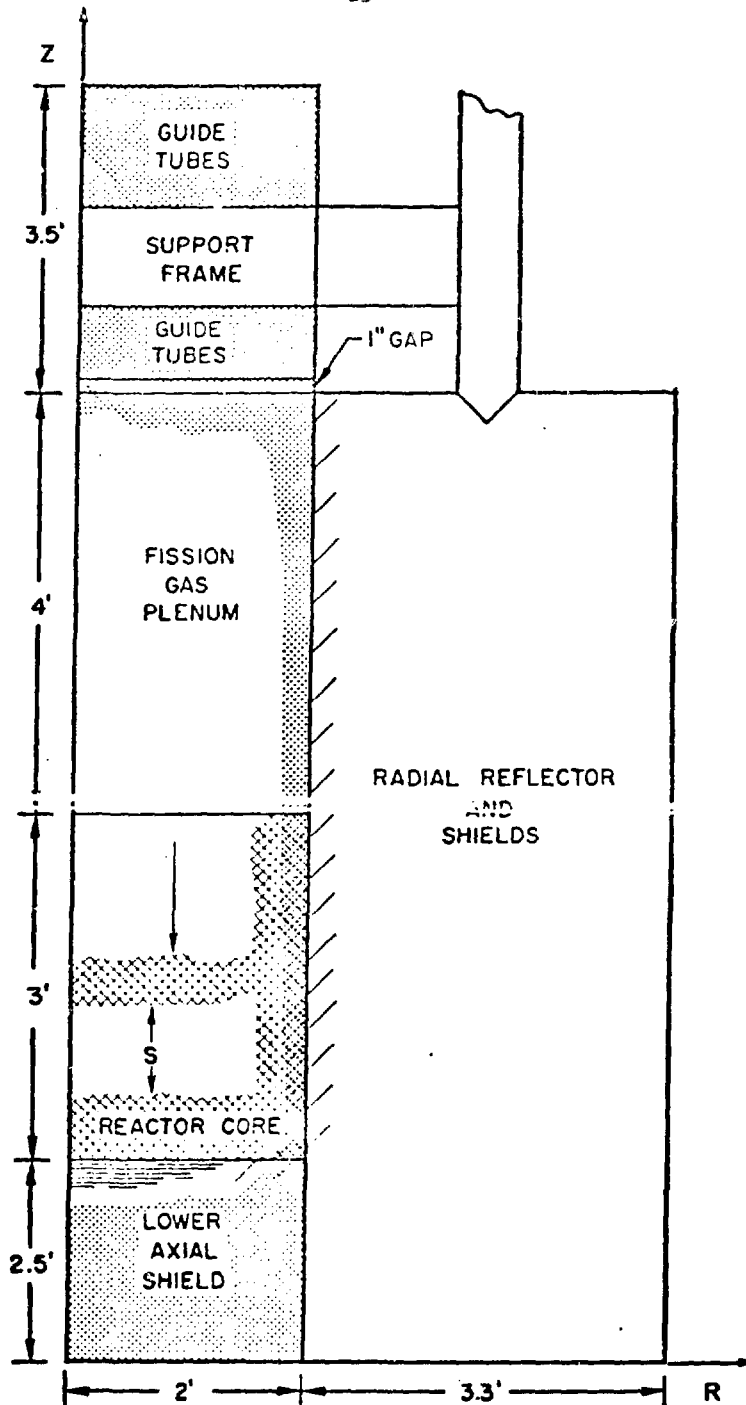 Z
GUIDE
TUBES
3.5'
SUPPORT
FRAME
GUIDE
TUBES
1" GAP
FISSION
GAS
PLENUM
4'
RADIAL REFLECTOR
AND
SHIELDS
3'
S
REACTOR CORE
LOWER
AXIAL
SHIELD
2.5'
2'
3.3'
R